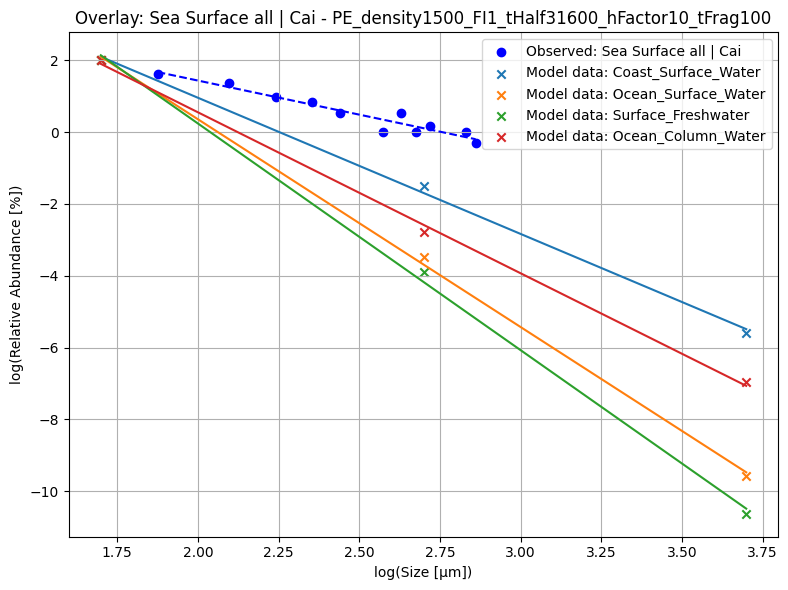 Overlay: Sea Surface all | Cai - PE_density1500_FI1_tHalf31600_hFactor10_tFrag100
Observed: Sea Surface all | Cai
Model data: Coast_Surface_Water
Model data: Ocean_Surface_Water
Model data: Surface_Freshwater
Model data: Ocean_Column_Water
log(Relative Abundance [%])
2
0
−2
−4
−6
−8
−10
1.75 2.00 2.25 2.50 2.75 3.00 3.25 3.50 3.75
log(Size [μm])